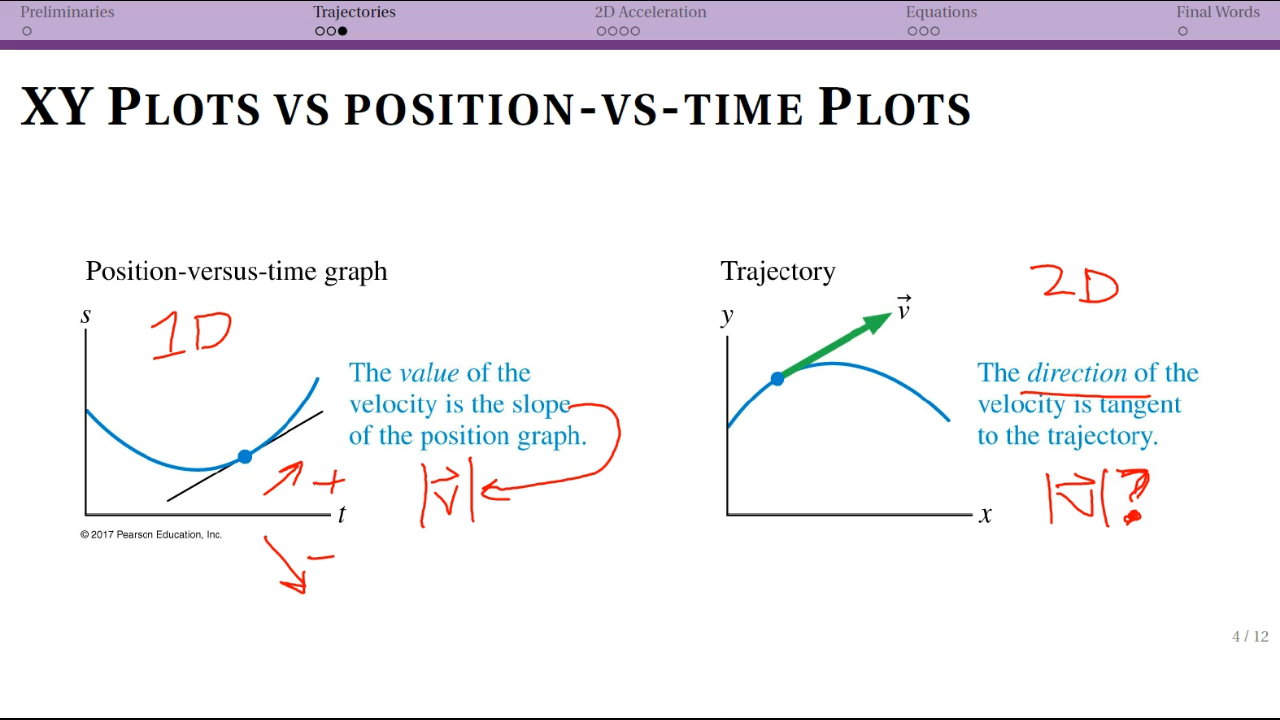 Preliminaries Trajectories 2D Acceleration Equations Final Words
XY PLOTS VS POSITION-VS-TIME PLOTS
Position-versus-time graph
s
1D
The value of the
velocity is the slope
of the position graph.
+
|v⃗|
t
© 2017 Pearson Education, Inc.
−
Trajectory
2D
y
v⃗
The direction of the
velocity is tangent
to the trajectory.
|v⃗|?
x
4 / 12